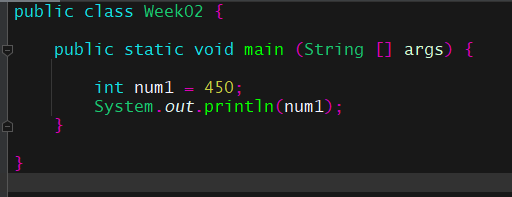 public class Week02 {
public static void main (String [] args) {
int num1 = 450;
System.out.println(num1);
}
}